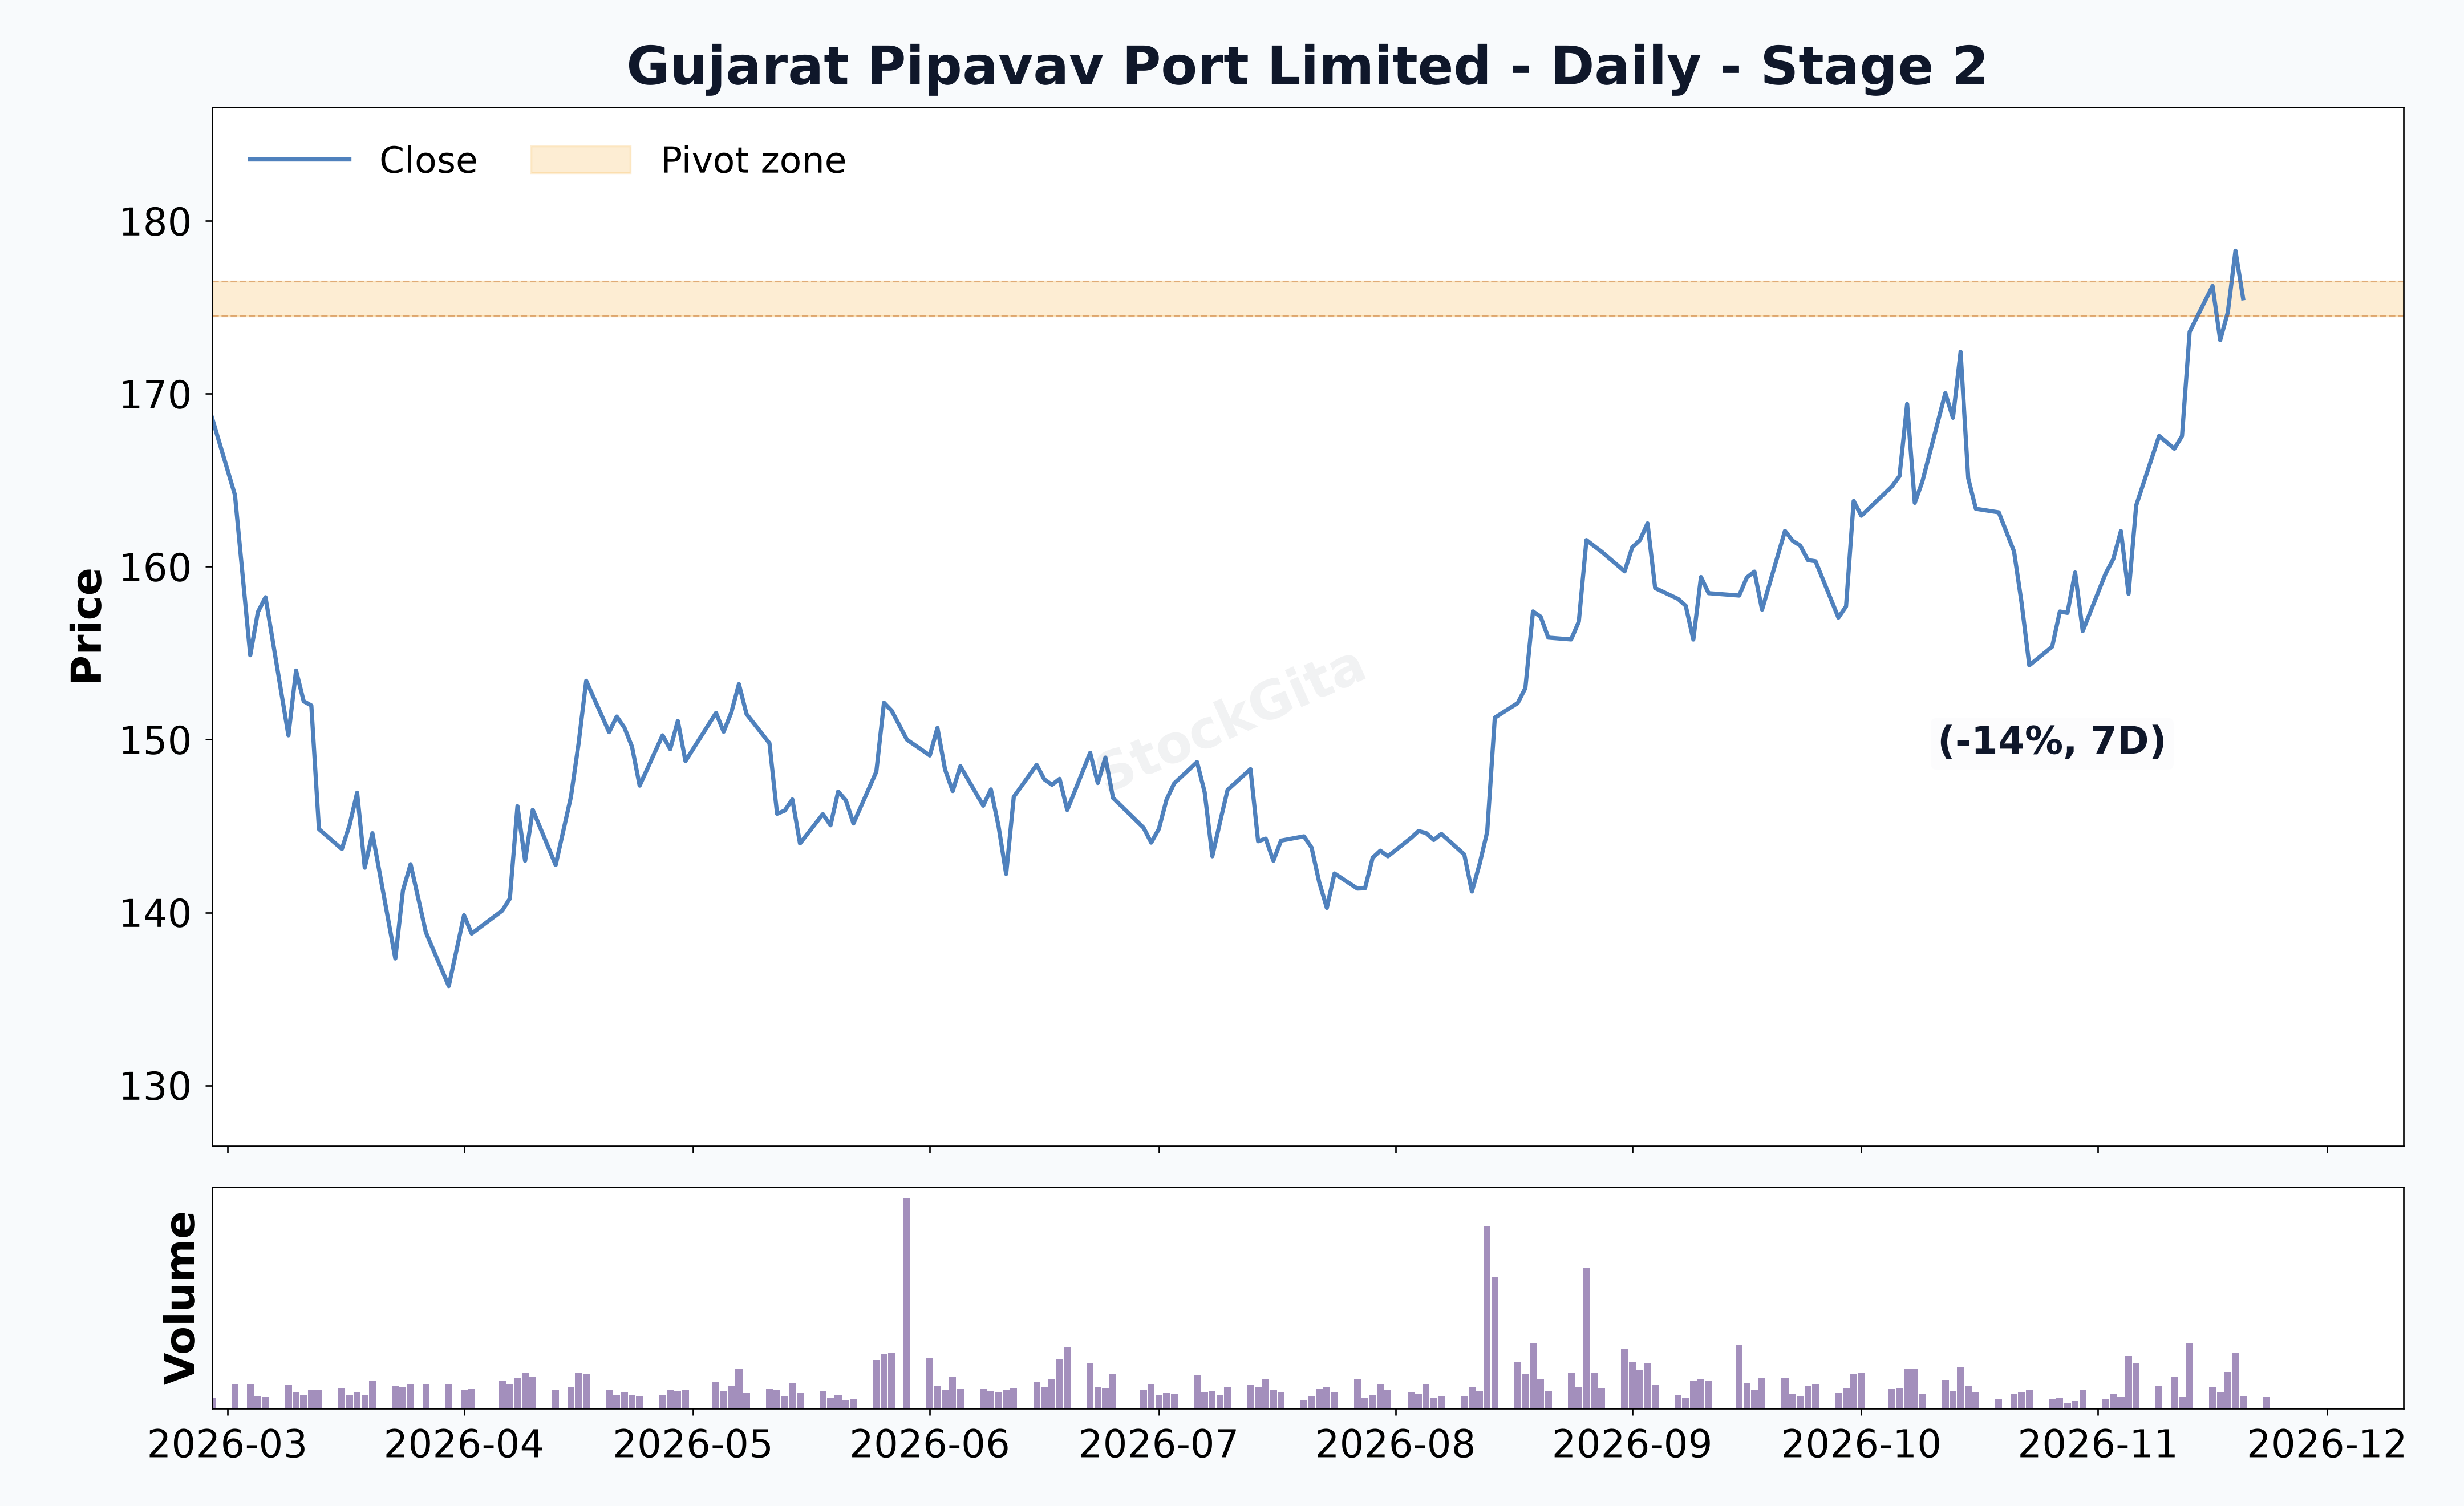 Gujarat Pipavav Port Limited - Daily - Stage 2
Close
Pivot zone
180
170
160
150
140
130
Price
StockGita
(-14%, 7D)
Volume
2026-03
2026-04
2026-05
2026-06
2026-07
2026-08
2026-09
2026-10
2026-11
2026-12